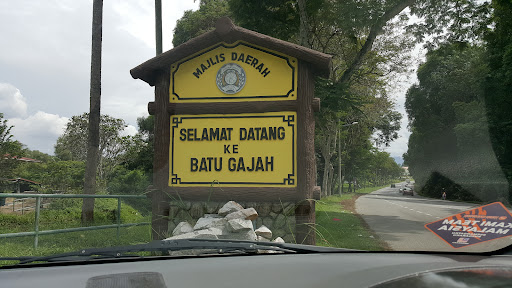 MAJLIS DAERAH
SELAMAT DATANG
KE
BATU GAJAH